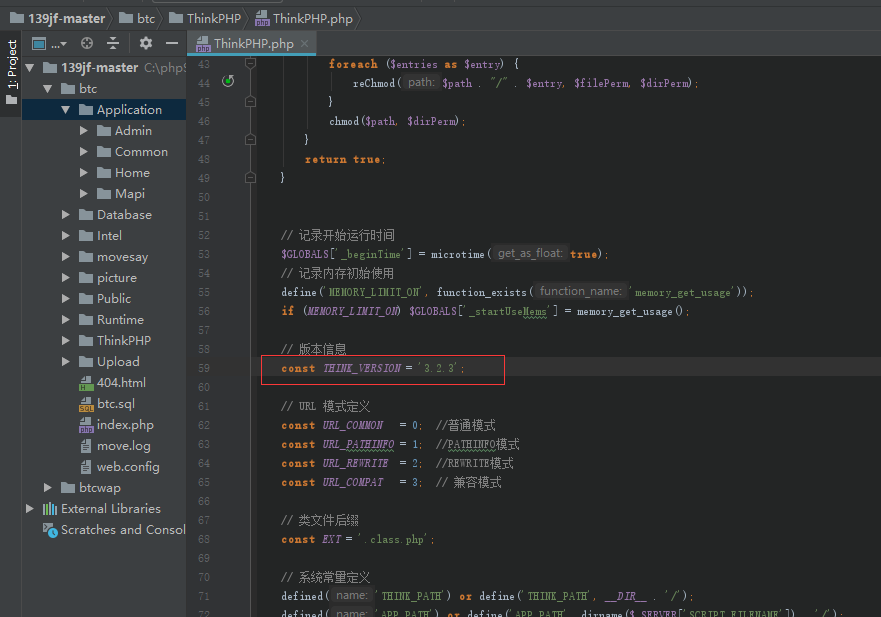 139jf-master btc ThinkPHP ThinkPHP.php
1: Project
...
ThinkPHP.php
139jf-master C:\phpS
btc
Application
Admin
Common
Home
Mapi
Database
Intel
movesay
picture
Public
Runtime
ThinkPHP
Upload
404.html
btc.sql
index.php
move.log
web.config
btcwap
External Libraries
Scratches and Consol
43 foreach ($entries as $entry) {
44 reChmod( path: $path . "/" . $entry, $filePerm, $dirPerm);
45 }
46 chmod($path, $dirPerm);
47 }
48 return true;
49 }
50
51
52 // 记录开始运行时间
53 $GLOBALS['_beginTime'] = microtime( get_as_float: true);
54 // 记录内存初始使用
55 define('MEMORY_LIMIT_ON', function_exists( function_name: 'memory_get_usage'));
56 if (MEMORY_LIMIT_ON) $GLOBALS['_startUseMems'] = memory_get_usage();
57
58 // 版本信息
59 const THINK_VERSION = '3.2.3';
60
61 // URL 模式定义
62 const URL_COMMON = 0; //普通模式
63 const URL_PATHINFO = 1; //PATHINFO模式
64 const URL_REWRITE = 2; //REWRITE模式
65 const URL_COMPAT = 3; // 兼容模式
66
67 // 类文件后缀
68 const EXT = '.class.php';
69
70 // 系统常量定义
71 defined( name: 'THINK_PATH') or define('THINK_PATH', __DIR__ . '/');
72 defined( name: 'APP_PATH') or define('APP_PATH', dirname($_SERVER['SCRIPT_FILENAME']) . '/');